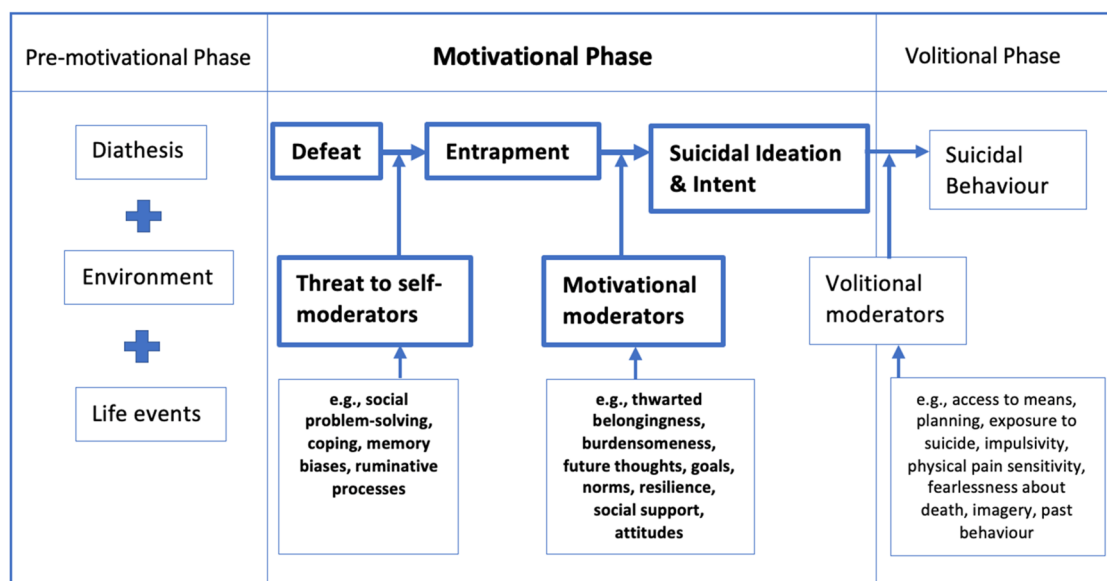 Pre-motivational Phase
Motivational Phase
Volitional Phase
Diathesis
Environment
Life events
Defeat
Entrapment
Suicidal Ideation
& Intent
Suicidal
Behaviour
Threat to self-
moderators
Motivational
moderators
Volitional
moderators
e.g., social
problem-solving,
coping, memory
biases, ruminative
processes
e.g., thwarted
belongingness,
burdensomeness,
future thoughts, goals,
norms, resilience,
social support,
attitudes
e.g., access to means,
planning, exposure to
suicide, impulsivity,
physical pain sensitivity,
fearlessness about
death, imagery, past
behaviour